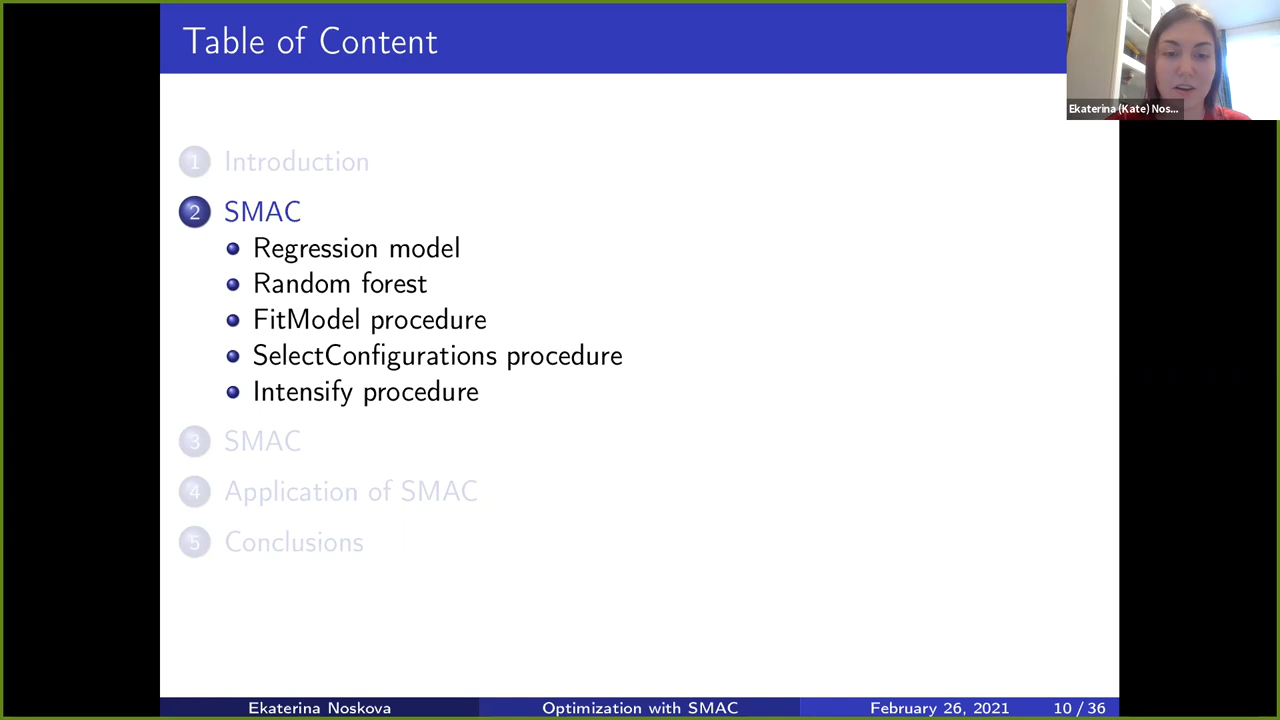 Table of Content
Ekaterina (Kate) Nos...
1 Introduction
2 SMAC
Regression model
Random forest
FitModel procedure
SelectConfigurations procedure
Intensify procedure
3 SMAC
4 Application of SMAC
5 Conclusions
Ekaterina Noskova
Optimization with SMAC
February 26, 2021
10 / 36